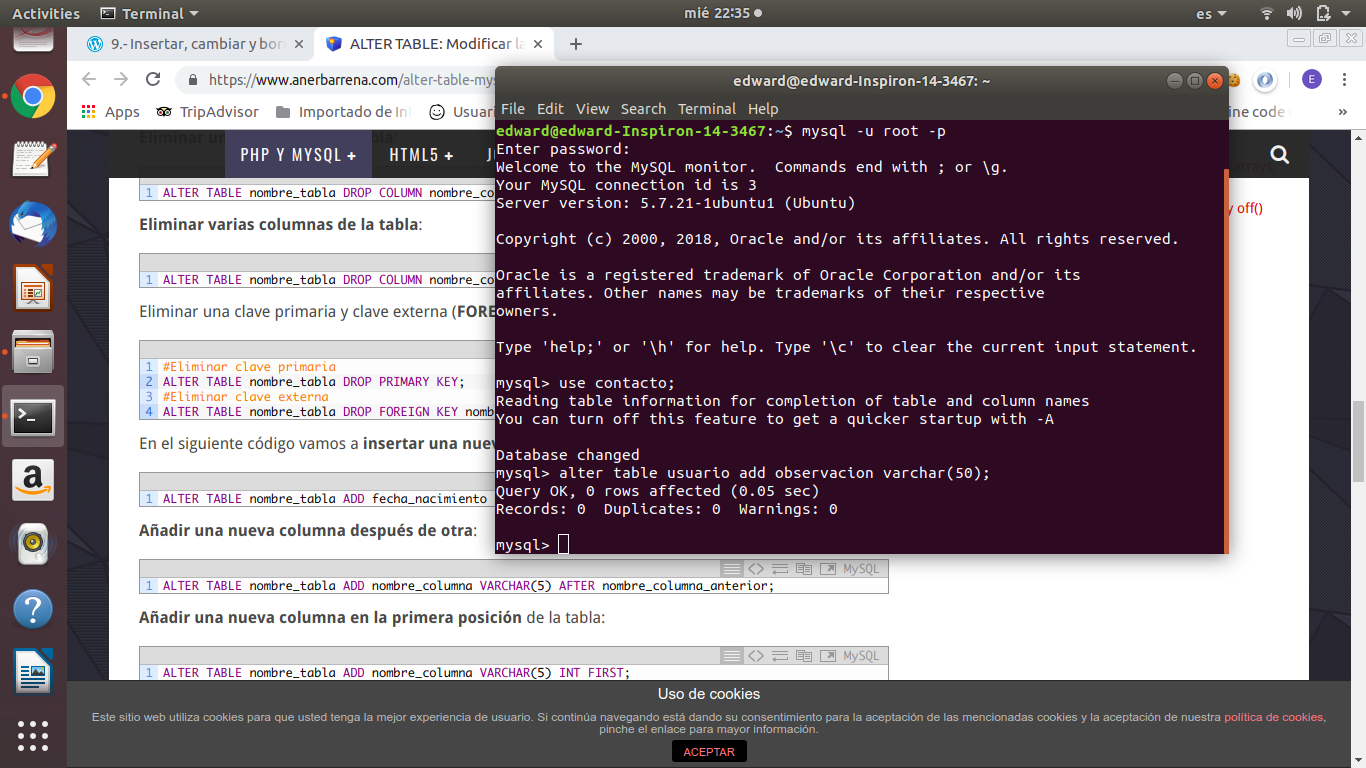 Activities
Terminal
mié 22:35
es
9.- Insertar, cambiar y bor
ALTER TABLE: Modificar la
https://www.anerbarrena.com/alter-table-mys
E
Apps
TripAdvisor
Importado de In
Usuari
ine code
»
PHP Y MYSQL +
HTML5 +
y off()
1 ALTER TABLE nombre_tabla DROP COLUMN nombre_co
Eliminar varias columnas de la tabla:
1 ALTER TABLE nombre_tabla DROP COLUMN nombre_co
Eliminar una clave primaria y clave externa (FORE
1 #Eliminar clave primaria
2 ALTER TABLE nombre_tabla DROP PRIMARY KEY;
3 #Eliminar clave externa
4 ALTER TABLE nombre_tabla DROP FOREIGN KEY nomb
En el siguiente código vamos a insertar una nuev
1 ALTER TABLE nombre_tabla ADD fecha_nacimiento
Añadir una nueva columna después de otra:
MySQL
1 ALTER TABLE nombre_tabla ADD nombre_columna VARCHAR(5) AFTER nombre_columna_anterior;
Añadir una nueva columna en la primera posición de la tabla:
MySQL
1 ALTER TABLE nombre_tabla ADD nombre_columna VARCHAR(5) INT FIRST;
edward@edward-Inspiron-14-3467: ~
File Edit View Search Terminal Help
edward@edward-Inspiron-14-3467:~$ mysql -u root -p
Enter password:
Welcome to the MySQL monitor.  Commands end with ; or \g.
Your MySQL connection id is 3
Server version: 5.7.21-1ubuntu1 (Ubuntu)
Copyright (c) 2000, 2018, Oracle and/or its affiliates. All rights reserved.
Oracle is a registered trademark of Oracle Corporation and/or its
affiliates. Other names may be trademarks of their respective
owners.
Type 'help;' or '\h' for help. Type '\c' to clear the current input statement.
mysql> use contacto;
Reading table information for completion of table and column names
You can turn off this feature to get a quicker startup with -A
Database changed
mysql> alter table usuario add observacion varchar(50);
Query OK, 0 rows affected (0.05 sec)
Records: 0  Duplicates: 0  Warnings: 0
mysql>
Uso de cookies
Este sitio web utiliza cookies para que usted tenga la mejor experiencia de usuario. Si continúa navegando está dando su consentimiento para la aceptación de las mencionadas cookies y la aceptación de nuestra política de cookies,
pinche el enlace para mayor información.
ACEPTAR